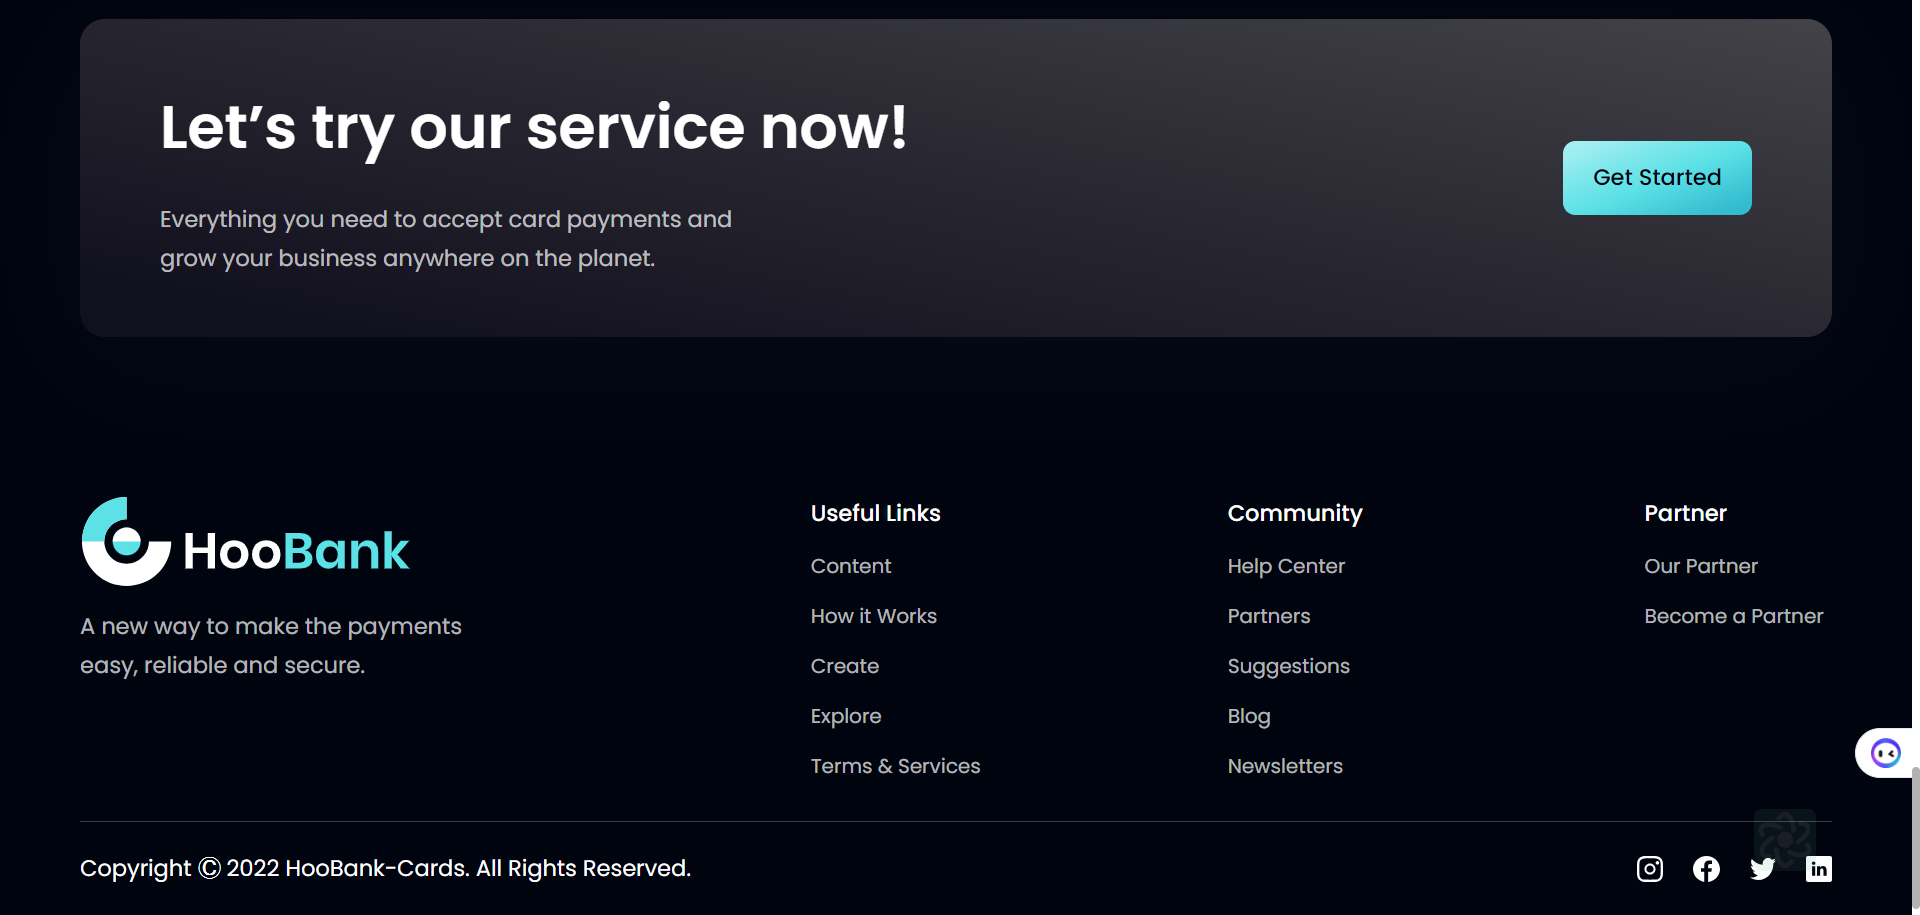 Let’s try our service now!
Everything you need to accept card payments and
grow your business anywhere on the planet.
Get Started
HooBank
A new way to make the payments
easy, reliable and secure.
Useful Links
Content
How it Works
Create
Explore
Terms & Services
Community
Help Center
Partners
Suggestions
Blog
Newsletters
Partner
Our Partner
Become a Partner
Copyright Ⓒ 2022 HooBank-Cards. All Rights Reserved.
in